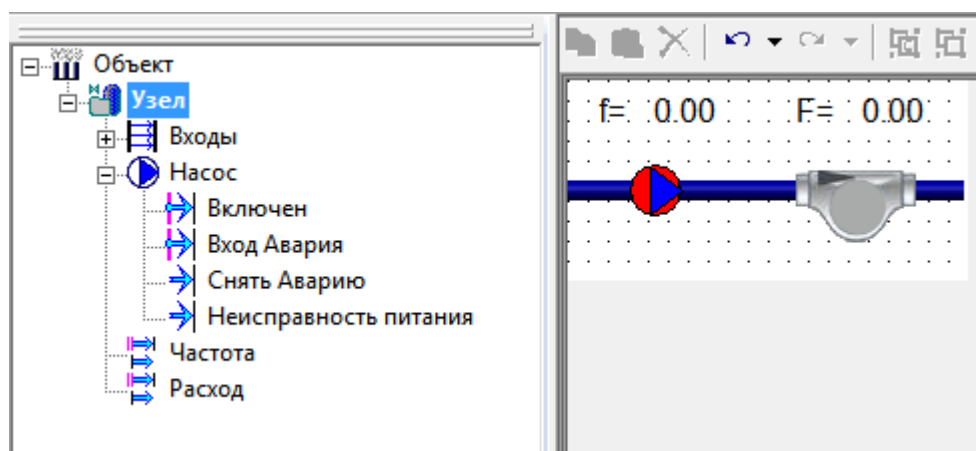 Объект
Узел
Входы
Насос
Включен
Вход Авария
Снять Аварию
Неисправность питания
Частота
Расход
f= 0.00 F= 0.00